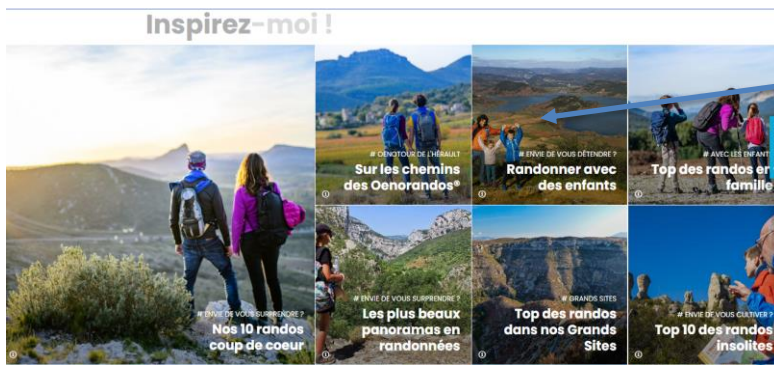 Inspirez-moi !
# ENVIE DE VOUS SURPRENDRE ?
Nos 10 randos
coup de coeur
# OENOTOUR DE L'HÉRAULT
Sur les chemins
des Oenorandos®
# ENVIE DE VOUS DÉTENDRE ?
Randonner avec
des enfants
# AVEC LES ENFANT
Top des randos en
famille
# ENVIE DE VOUS SURPRENDRE ?
Les plus beaux
panoramas en
randonnées
# GRANDS SITES
Top des randos
dans nos Grands
Sites
# ENVIE DE VOUS CULTIVER ?
Top 10 des randos
insolites